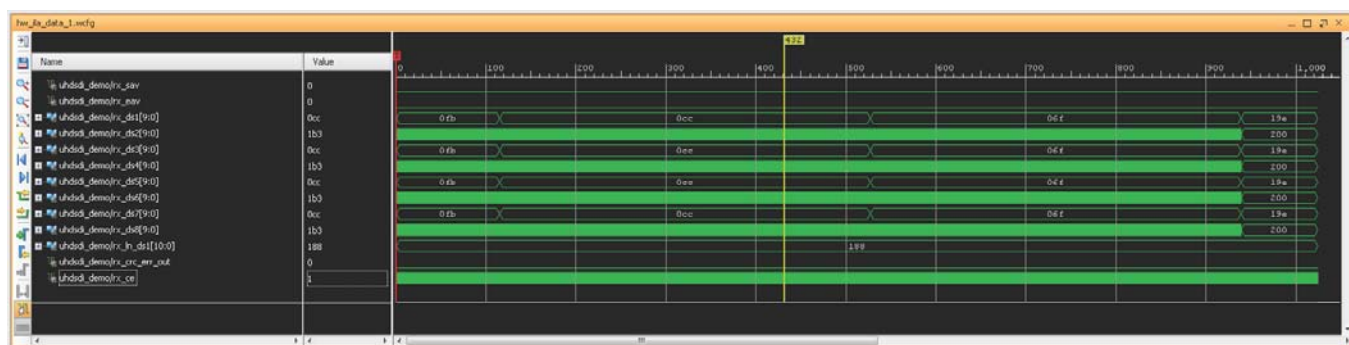 hw_ila_data_1.wcfg
432
Name Value
0 100 200 300 400 500 600 700 800 900 1,000
uhdsdi_demo/rx_sav 0
uhdsdi_demo/rx_eav 0
uhdsdi_demo/rx_ds1[9:0] 0cc 0fb 0cc 06f 19e
uhdsdi_demo/rx_ds2[9:0] 1b3 200
uhdsdi_demo/rx_ds3[9:0] 0cc 0fb 0cc 06f 19e
uhdsdi_demo/rx_ds4[9:0] 1b3 200
uhdsdi_demo/rx_ds5[9:0] 0cc 0fb 0cc 06f 19e
uhdsdi_demo/rx_ds6[9:0] 1b3 200
uhdsdi_demo/rx_ds7[9:0] 0cc 0fb 0cc 06f 19e
uhdsdi_demo/rx_ds8[9:0] 1b3 200
uhdsdi_demo/rx_ln_ds1[10:0] 188 188
uhdsdi_demo/rx_crc_err_out 0
uhdsdi_demo/rx_ce 1